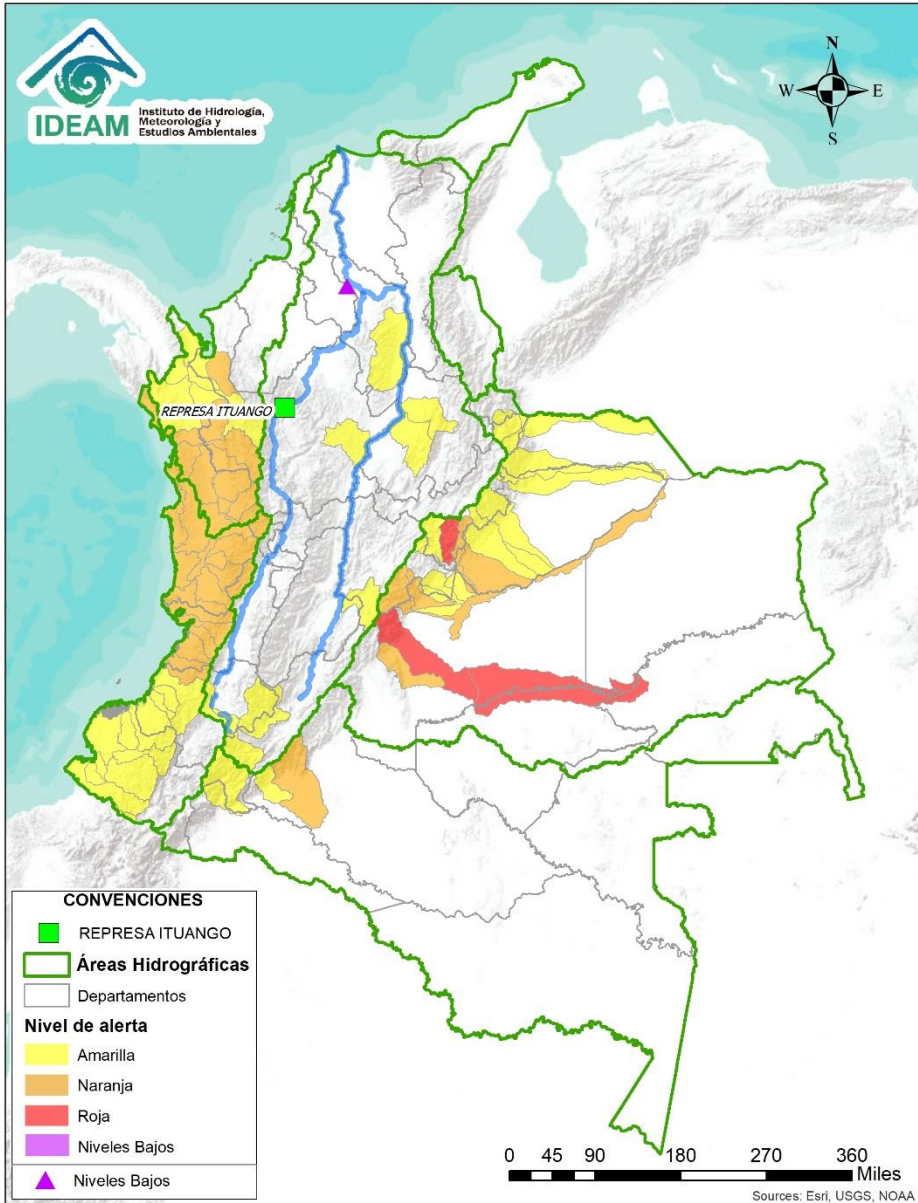 IDEAM
Instituto de Hidrología,
Meteorología y
Estudios Ambientales
N
W
E
S
REPRESA ITUANGO
CONVENCIONES
REPRESA ITUANGO
Áreas Hidrográficas
Departamentos
Nivel de alerta
Amarilla
Naranja
Roja
Niveles Bajos
Niveles Bajos
0 45 90 180 270 360
Miles
Sources: Esri, USGS, NOAA